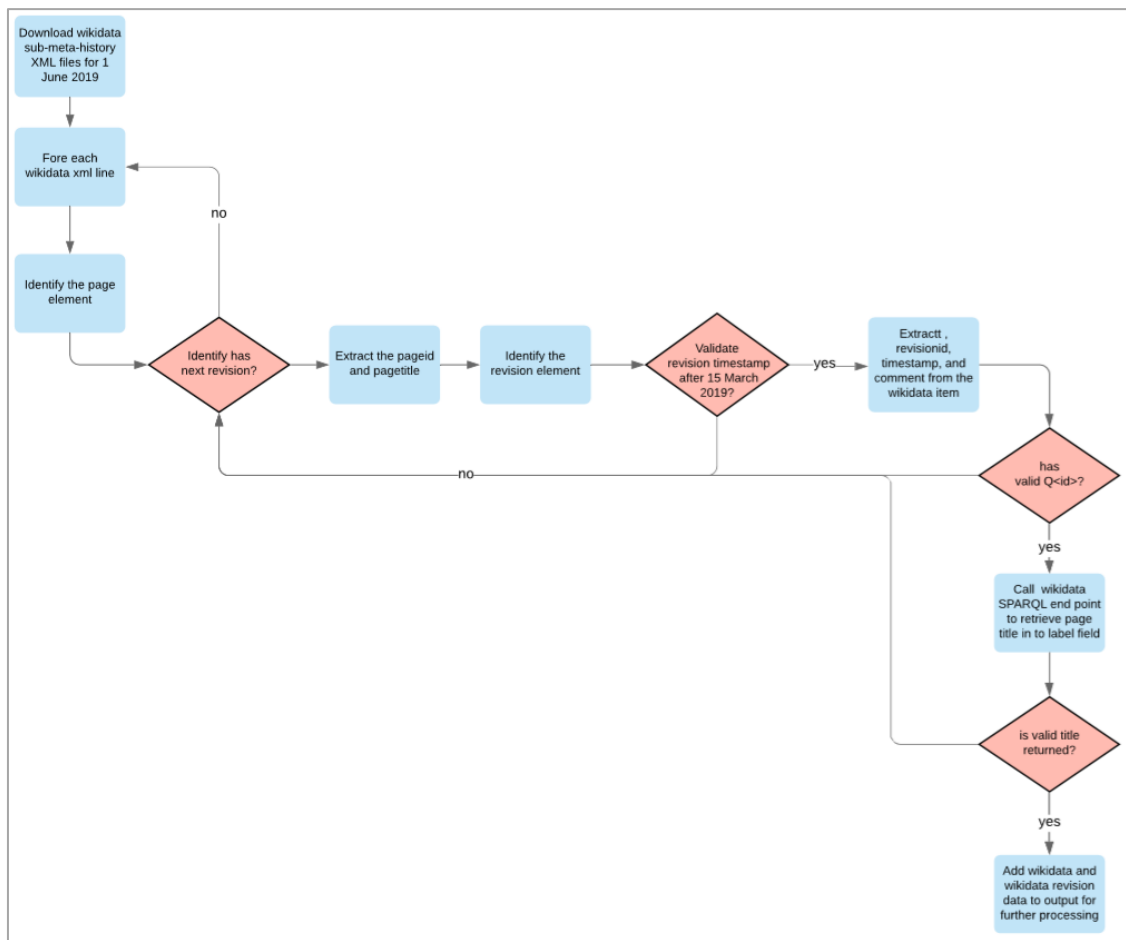 Download wikidata
sub-meta-history
XML files for 1
June 2019
Fore each
wikidata xml line
no
Identify the page
element
Identify has
next revision?
Extract the pageid
and pagetitle
Identify the
revision element
Validate
revision timestamp
after 15 March
2019?
yes
Extractt ,
revisionid,
timestamp, and
comment from the
wikidata item
no
has
valid Q<id>?
yes
Call wikidata
SPARQL end point
to retrieve page
title in to label field
is valid title
returned?
yes
Add wikidata and
wikidata revision
data to output for
further processing